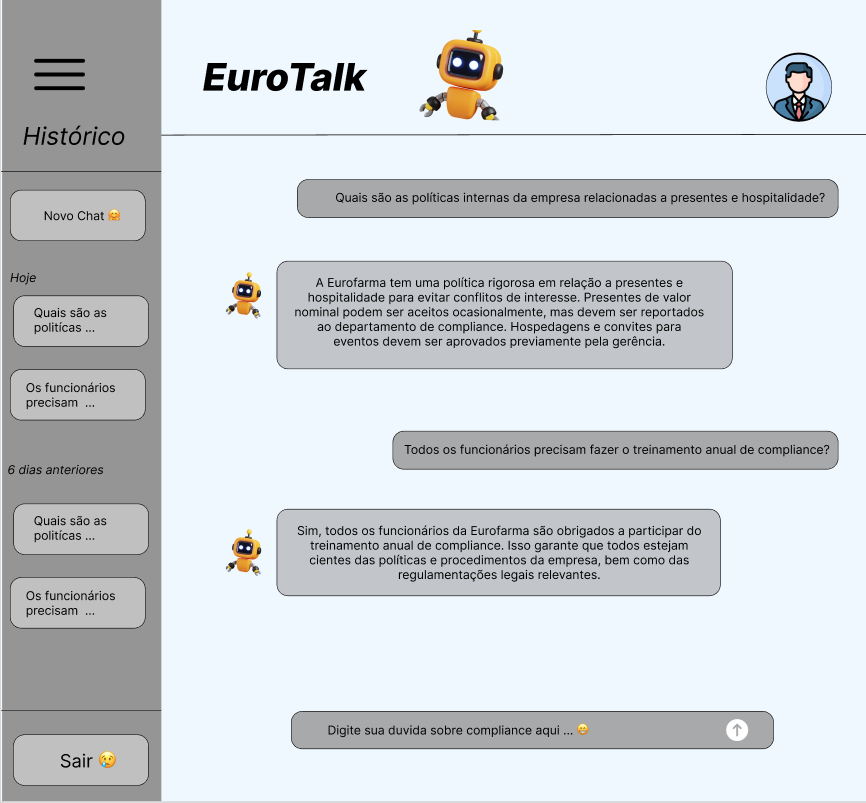 EuroTalk
Histórico
Novo Chat 🤗
Hoje
Quais são as
politícas ...
Os funcionários
precisam ...
6 dias anteriores
Quais são as
politícas ...
Os funcionários
precisam ...
Sair 😢
Quais são as políticas internas da empresa relacionadas a presentes e hospitalidade?
A Eurofarma tem uma política rigorosa em relação a presentes e
hospitalidade para evitar conflitos de interesse. Presentes de valor
nominal podem ser aceitos ocasionalmente, mas devem ser reportados
ao departamento de compliance. Hospedagens e convites para
eventos devem ser aprovados previamente pela gerência.
Todos os funcionários precisam fazer o treinamento anual de compliance?
Sim, todos os funcionários da Eurofarma são obrigados a participar do
treinamento anual de compliance. Isso garante que todos estejam
cientes das políticas e procedimentos da empresa, bem como das
regulamentações legais relevantes.
Digite sua duvida sobre compliance aqui ... 😄